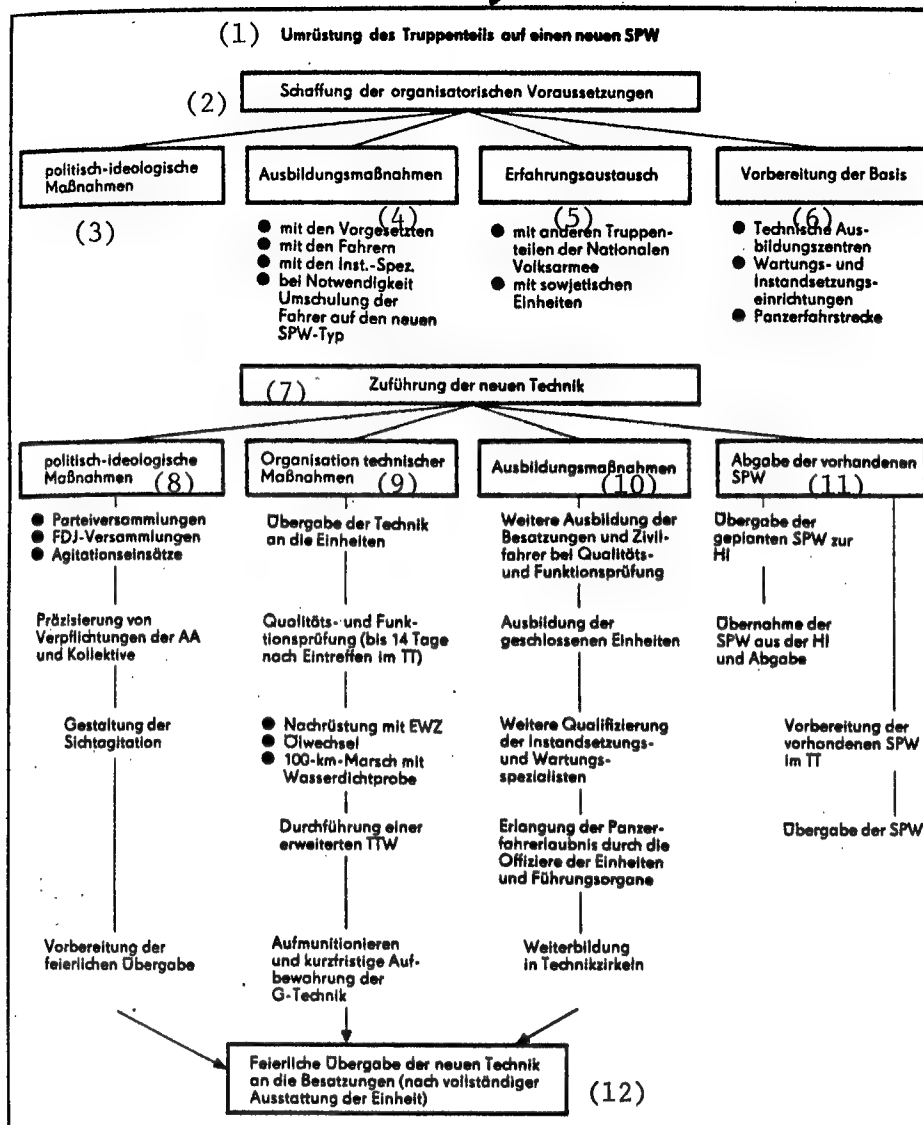 (1) Umrüstung des Truppenteils auf einen neuen SPW
(2) Schaffung der organisatorischen Voraussetzungen
politisch-ideologische
Maßnahmen
(3)
Ausbildungsmaßnahmen
(4)
● mit den Vorgesetzten
● mit den Fahrern
● mit den Inst.-Spez.
● bei Notwendigkeit
Umschulung der
Fahrer auf den neuen
SPW-Typ
Erfahrungsaustausch
(5)
● mit anderen Truppen-
teilen der Nationalen
Volksarmee
● mit sowjetischen
Einheiten
Vorbereitung der Basis
(6)
● Technische Aus-
bildungszentren
● Wartungs- und
Instandsetzungs-
einrichtungen
● Panzerfahrstrecke
(7) Zuführung der neuen Technik
politisch-ideologische
Maßnahmen (8)
● Parteiversammlungen
● FDJ-Versammlungen
● Agitationseinsätze
Präzisierung von
Verpflichtungen der AA
und Kollektive
Gestaltung der
Sichtagitation
Vorbereitung der
feierlichen Übergabe
Organisation technischer
Maßnahmen (9)
Übergabe der Technik
an die Einheiten
Qualitäts- und Funk-
tionsprüfung (bis 14 Tage
nach Eintreffen im TT)
● Nachrüstung mit EWZ
● Ölwechsel
● 100-km-Marsch mit
Wasserdichtprobe
Durchführung einer
erweiterten TTW
Aufmunitionieren
und kurzfristige Auf-
bewahrung der
G-Technik
Ausbildungsmaßnahmen
(10)
Weitere Ausbildung der
Besatzungen und Zivil-
fahrer bei Qualitäts-
und Funktionsprüfung
Ausbildung der
geschlossenen Einheiten
Weitere Qualifizierung
der Instandsetzungs-
und Wartungs-
spezialisten
Erlangung der Panzer-
fahrerlaubnis durch die
Offiziere der Einheiten
und Führungsorgane
Weiterbildung
in Technikzirkeln
Abgabe der vorhandenen
SPW (11)
Übergabe der
geplanten SPW zur
HI
Übernahme der
SPW aus der HI
und Abgabe
Vorbereitung der
vorhandenen SPW
im TT
Übergabe der SPW
Feierliche Übergabe der neuen Technik
an die Besatzungen (nach vollständiger
Ausstattung der Einheit)
(12)